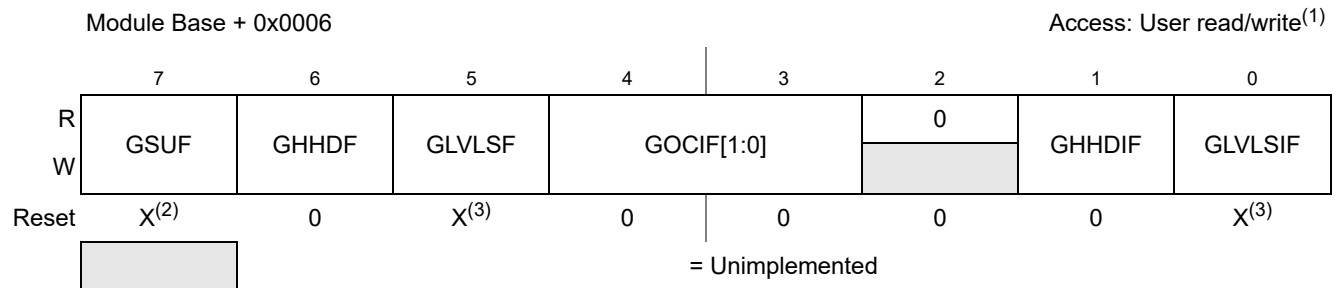 Module Base + 0x0006 Access: User read/write(1)
7 6 5 4 3 2 1 0
R GSUF GHHDF GLVLSF GOCIF[1:0] 0 GHHDIF GLVLSIF
W
Reset X(2) 0 X(3) 0 0 0 0 X(3)
= Unimplemented